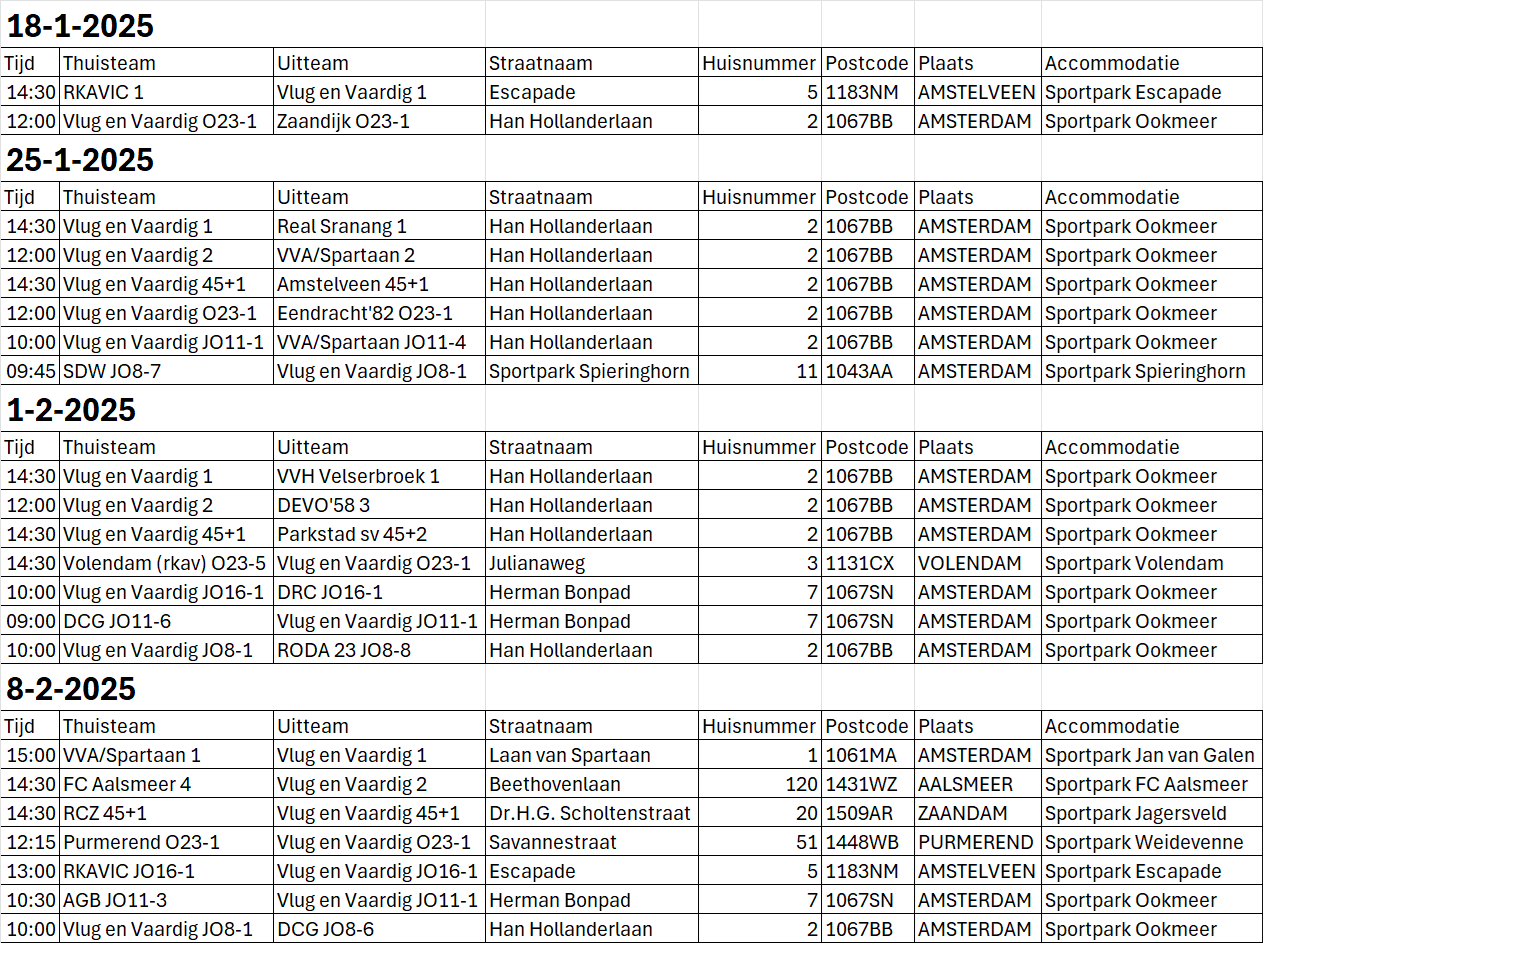 18-1-2025
Tijd Thuisteam Uitteam Straatnaam Huisnummer Postcode Plaats Accommodatie
14:30 RKAVIC 1 Vlug en Vaardig 1 Escapade 5 1183NM AMSTELVEEN Sportpark Escapade
12:00 Vlug en Vaardig O23-1 Zaandijk O23-1 Han Hollanderlaan 2 1067BB AMSTERDAM Sportpark Ookmeer
25-1-2025
Tijd Thuisteam Uitteam Straatnaam Huisnummer Postcode Plaats Accommodatie
14:30 Vlug en Vaardig 1 Real Sranang 1 Han Hollanderlaan 2 1067BB AMSTERDAM Sportpark Ookmeer
12:00 Vlug en Vaardig 2 VVA/Spartaan 2 Han Hollanderlaan 2 1067BB AMSTERDAM Sportpark Ookmeer
14:30 Vlug en Vaardig 45+1 Amstelveen 45+1 Han Hollanderlaan 2 1067BB AMSTERDAM Sportpark Ookmeer
12:00 Vlug en Vaardig O23-1 Eendracht'82 O23-1 Han Hollanderlaan 2 1067BB AMSTERDAM Sportpark Ookmeer
10:00 Vlug en Vaardig JO11-1 VVA/Spartaan JO11-4 Han Hollanderlaan 2 1067BB AMSTERDAM Sportpark Ookmeer
09:45 SDW JO8-7 Vlug en Vaardig JO8-1 Sportpark Spieringhorn 11 1043AA AMSTERDAM Sportpark Spieringhorn
1-2-2025
Tijd Thuisteam Uitteam Straatnaam Huisnummer Postcode Plaats Accommodatie
14:30 Vlug en Vaardig 1 VVH Velserbroek 1 Han Hollanderlaan 2 1067BB AMSTERDAM Sportpark Ookmeer
12:00 Vlug en Vaardig 2 DEVO'58 3 Han Hollanderlaan 2 1067BB AMSTERDAM Sportpark Ookmeer
14:30 Vlug en Vaardig 45+1 Parkstad sv 45+2 Han Hollanderlaan 2 1067BB AMSTERDAM Sportpark Ookmeer
14:30 Volendam (rkav) O23-5 Vlug en Vaardig O23-1 Julianaweg 3 1131CX VOLENDAM Sportpark Volendam
10:00 Vlug en Vaardig JO16-1 DRC JO16-1 Herman Bonpad 7 1067SN AMSTERDAM Sportpark Ookmeer
09:00 DCG JO11-6 Vlug en Vaardig JO11-1 Herman Bonpad 7 1067SN AMSTERDAM Sportpark Ookmeer
10:00 Vlug en Vaardig JO8-1 RODA 23 JO8-8 Han Hollanderlaan 2 1067BB AMSTERDAM Sportpark Ookmeer
8-2-2025
Tijd Thuisteam Uitteam Straatnaam Huisnummer Postcode Plaats Accommodatie
15:00 VVA/Spartaan 1 Vlug en Vaardig 1 Laan van Spartaan 1 1061MA AMSTERDAM Sportpark Jan van Galen
14:30 FC Aalsmeer 4 Vlug en Vaardig 2 Beethovenlaan 120 1431WZ AALSMEER Sportpark FC Aalsmeer
14:30 RCZ 45+1 Vlug en Vaardig 45+1 Dr.H.G. Scholtenstraat 20 1509AR ZAANDAM Sportpark Jagersveld
12:15 Purmerend O23-1 Vlug en Vaardig O23-1 Savannestraat 51 1448WB PURMEREND Sportpark Weidevenne
13:00 RKAVIC JO16-1 Vlug en Vaardig JO16-1 Escapade 5 1183NM AMSTELVEEN Sportpark Escapade
10:30 AGB JO11-3 Vlug en Vaardig JO11-1 Herman Bonpad 7 1067SN AMSTERDAM Sportpark Ookmeer
10:00 Vlug en Vaardig JO8-1 DCG JO8-6 Han Hollanderlaan 2 1067BB AMSTERDAM Sportpark Ookmeer